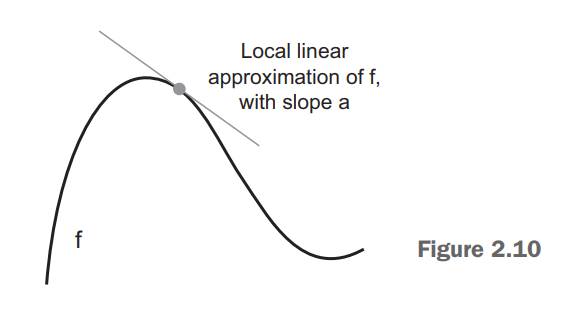 Local linear
approximation of f,
with slope a
f
Figure 2.10